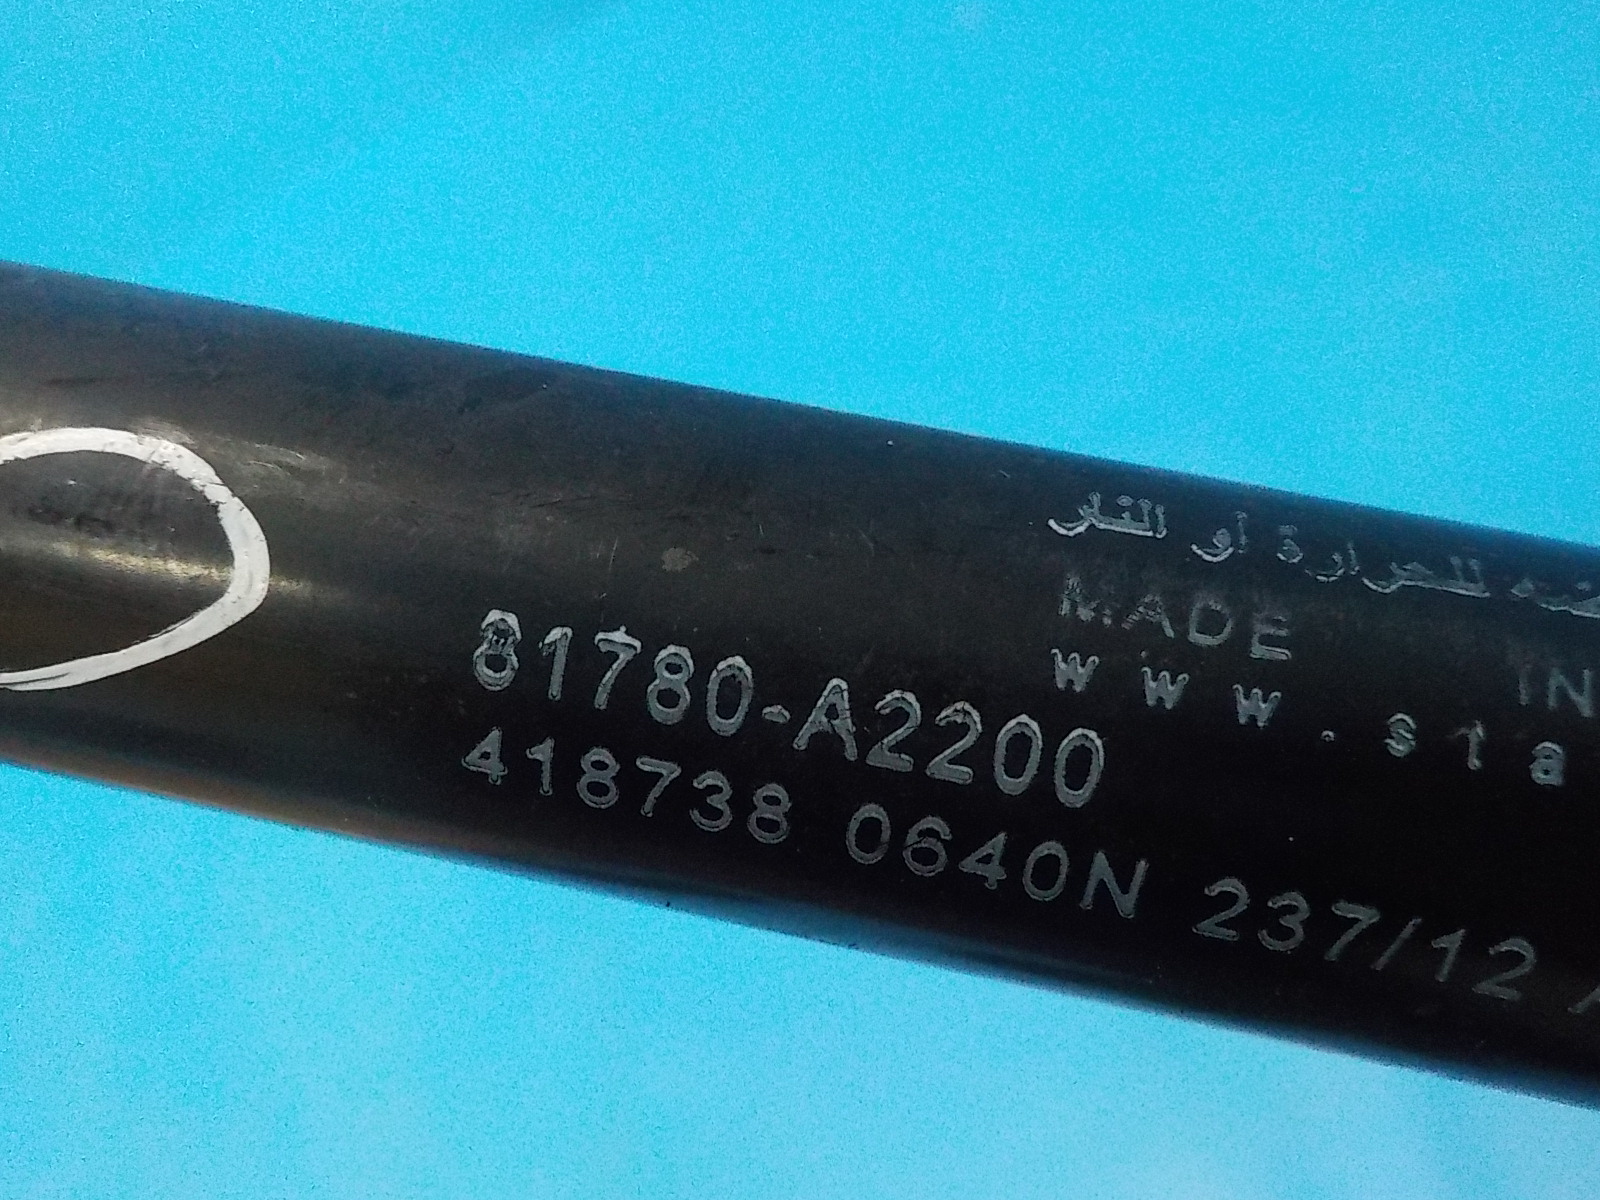 للحرارة أو النار
MADE IN
www.sta
81780-A2200
418738 0640N 237/12 A